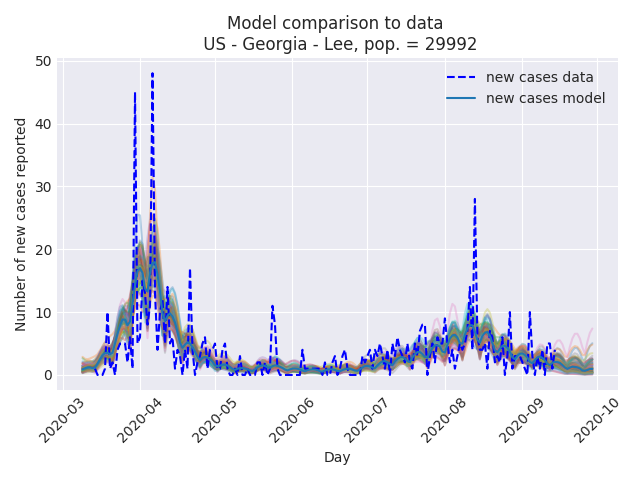 Model comparison to data
US - Georgia - Lee, pop. = 29992
new cases data
new cases model
Number of new cases reported
50
40
30
20
10
0
2020-03
2020-04
2020-05
2020-06
2020-07
2020-08
2020-09
2020-10
Day